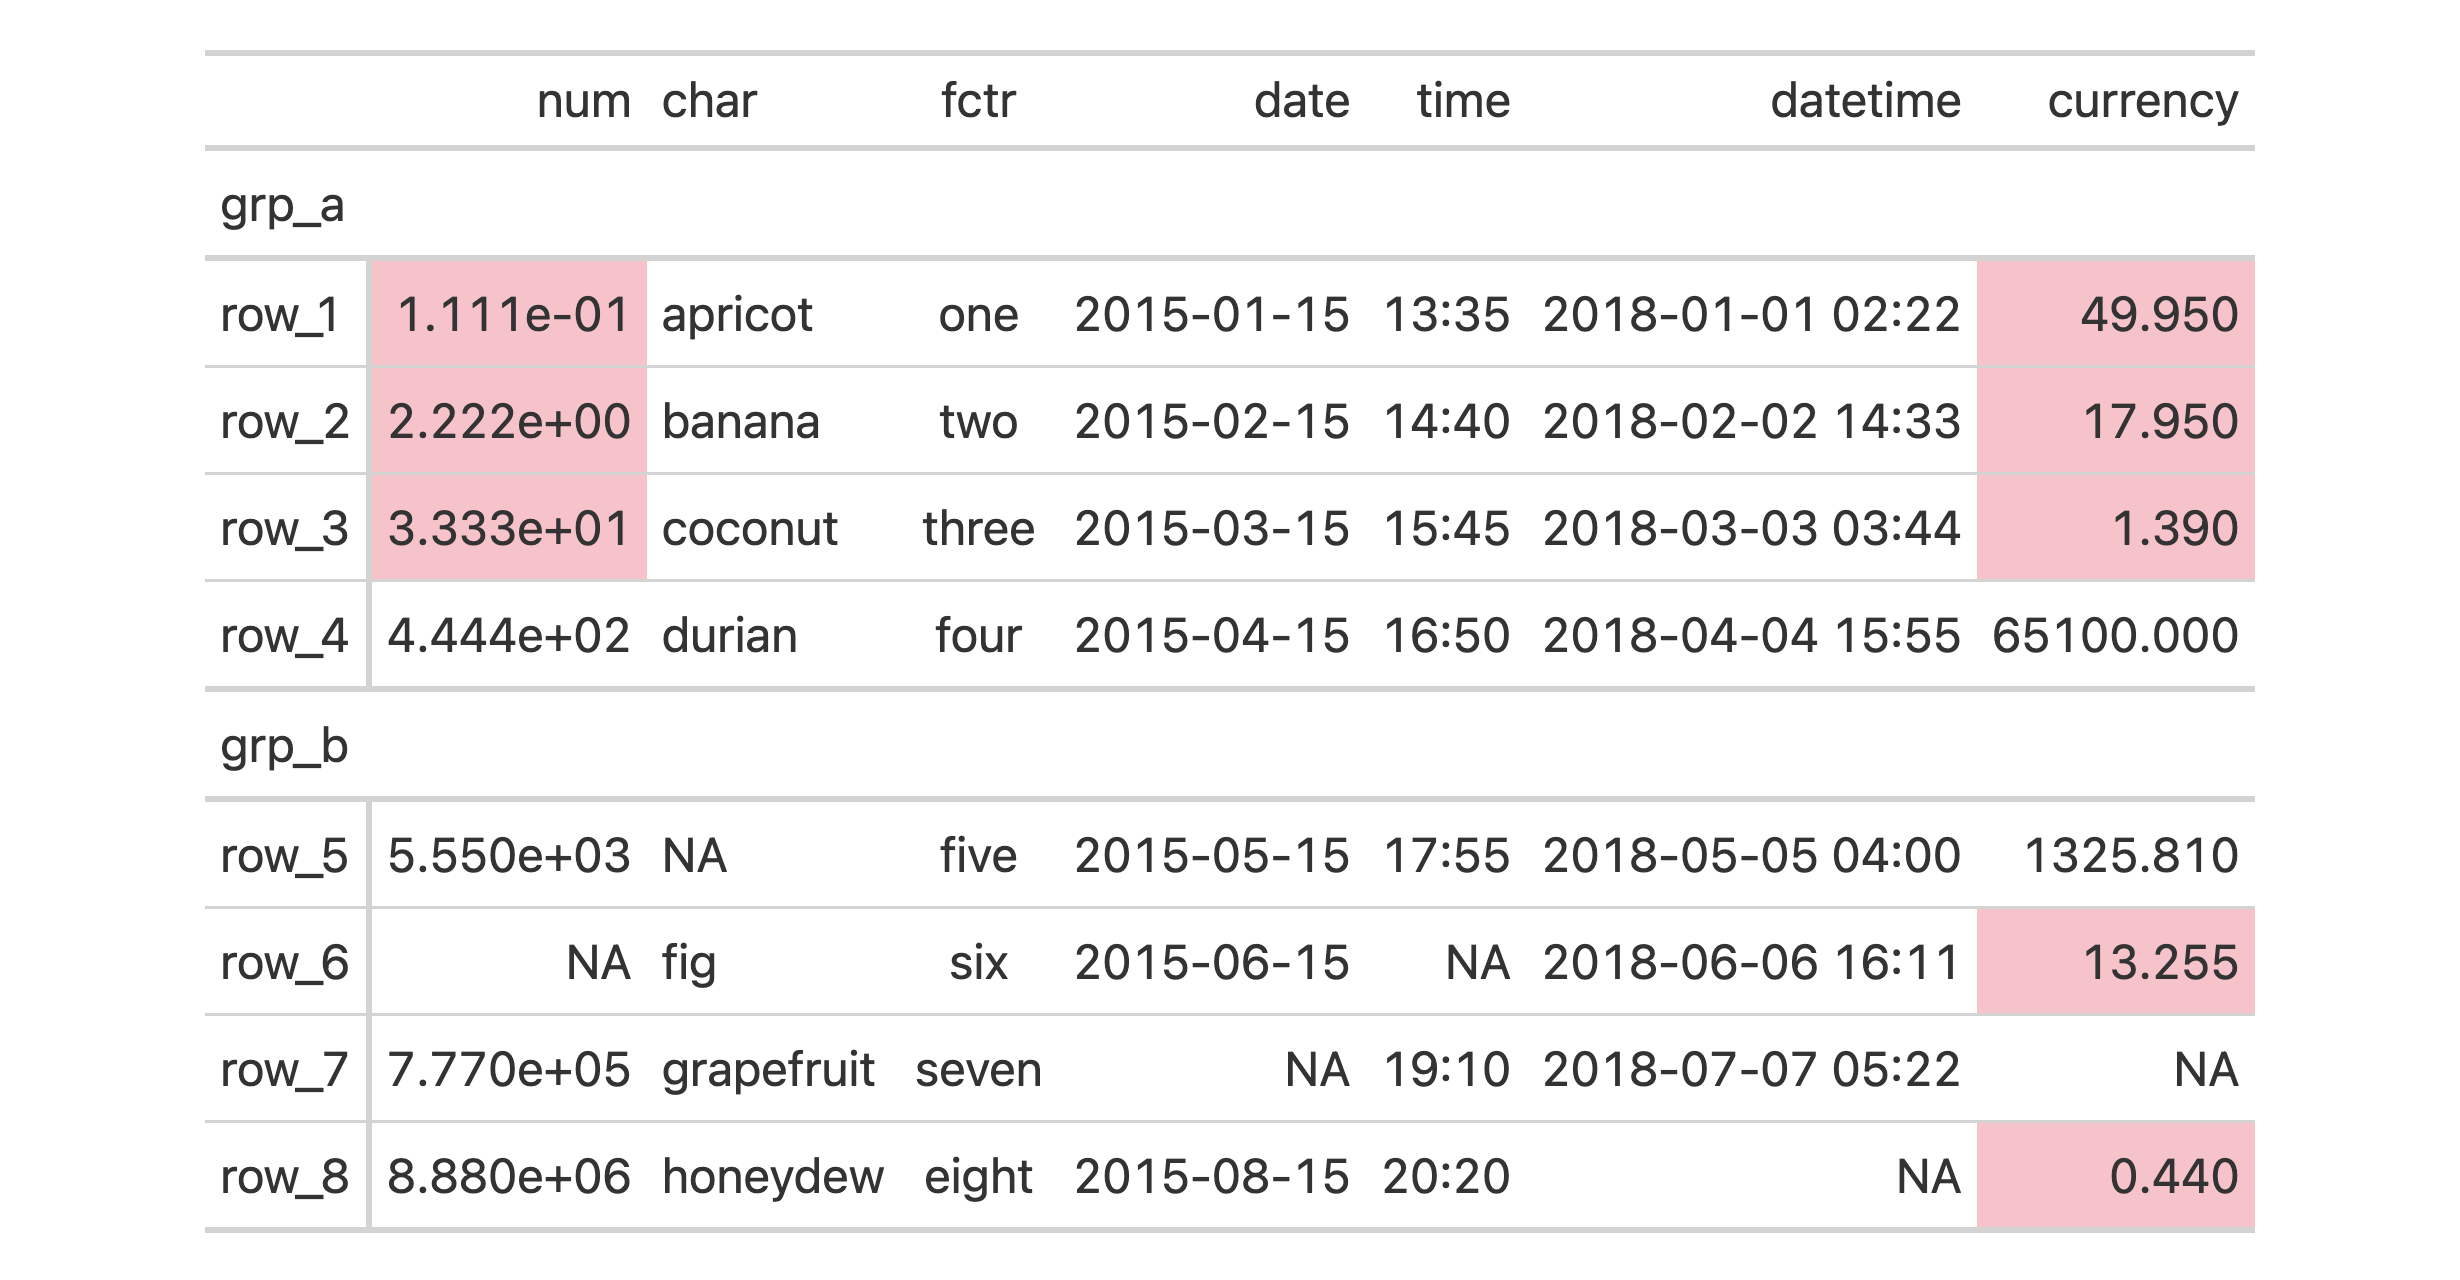 num char fctr date time datetime currency
grp_a
row_1 1.111e-01 apricot one 2015-01-15 13:35 2018-01-01 02:22 49.950
row_2 2.222e+00 banana two 2015-02-15 14:40 2018-02-02 14:33 17.950
row_3 3.333e+01 coconut three 2015-03-15 15:45 2018-03-03 03:44 1.390
row_4 4.444e+02 durian four 2015-04-15 16:50 2018-04-04 15:55 65100.000
grp_b
row_5 5.550e+03 NA five 2015-05-15 17:55 2018-05-05 04:00 1325.810
row_6 NA fig six 2015-06-15 NA 2018-06-06 16:11 13.255
row_7 7.770e+05 grapefruit seven NA 19:10 2018-07-07 05:22 NA
row_8 8.880e+06 honeydew eight 2015-08-15 20:20 NA 0.440